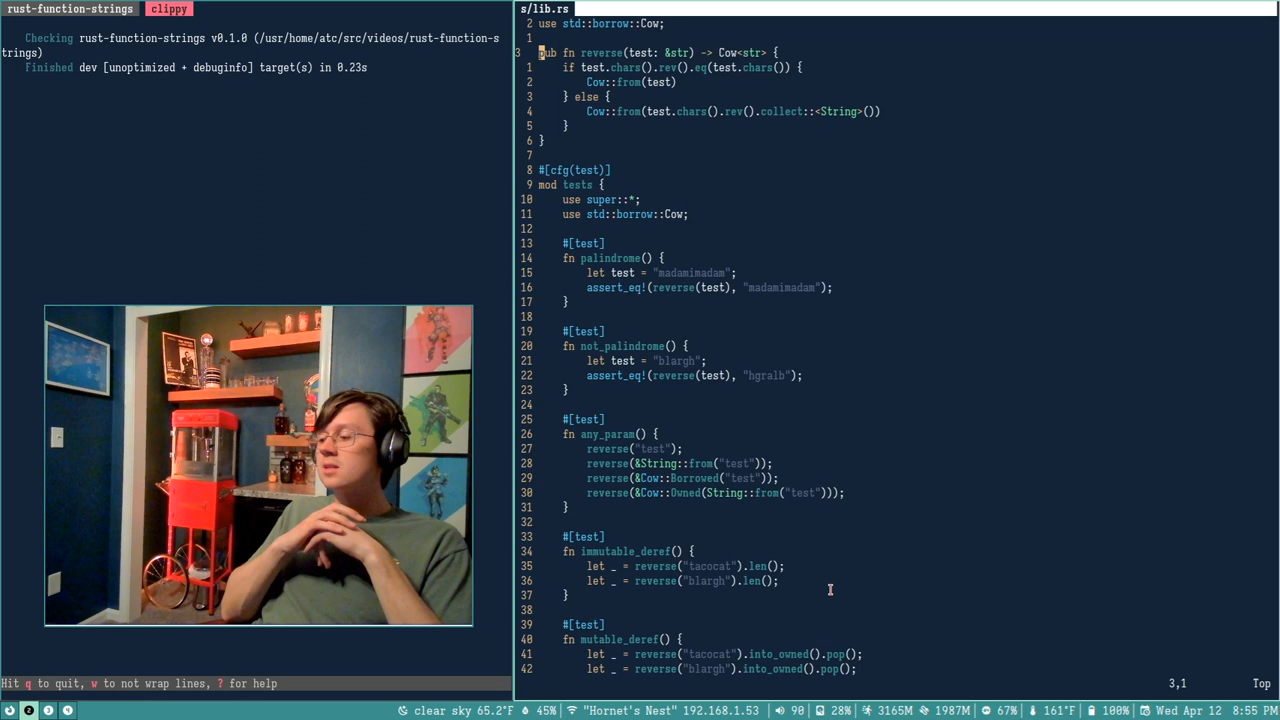 rust-function-strings clippy
Checking rust-function-strings v0.1.0 (/usr/home/atc/src/videos/rust-function-s
trings)
Finished dev [unoptimized + debuginfo] target(s) in 0.23s
Hit q to quit, w to not wrap lines, ? for help
s/lib.rs
2 use std::borrow::Cow;
1
3 pub fn reverse(test: &str) -> Cow<str> {
1     if test.chars().rev().eq(test.chars()) {
2         Cow::from(test)
3     } else {
4         Cow::from(test.chars().rev().collect::<String>())
5     }
6 }
7
8 #[cfg(test)]
9 mod tests {
10     use super::*;
11     use std::borrow::Cow;
12
13     #[test]
14     fn palindrome() {
15         let test = "madamimadam";
16         assert_eq!(reverse(test), "madamimadam");
17     }
18
19     #[test]
20     fn not_palindrome() {
21         let test = "blargh";
22         assert_eq!(reverse(test), "hgralb");
23     }
24
25     #[test]
26     fn any_param() {
27         reverse("test");
28         reverse(&String::from("test"));
29         reverse(&Cow::Borrowed("test"));
30         reverse(&Cow::Owned(String::from("test")));
31     }
32
33     #[test]
34     fn immutable_deref() {
35         let _ = reverse("tacocat").len();
36         let _ = reverse("blargh").len();
37     }
38
39     #[test]
40     fn mutable_deref() {
41         let _ = reverse("tacocat").into_owned().pop();
42         let _ = reverse("blargh").into_owned().pop();
3,1 Top
2 3 4 clear sky 65.2°F 45% | "Hornet's Nest" 192.168.1.53 | 90 | 28% | 3165M 1987M | 67% | 161°F | 100% | Wed Apr 12 8:55 PM